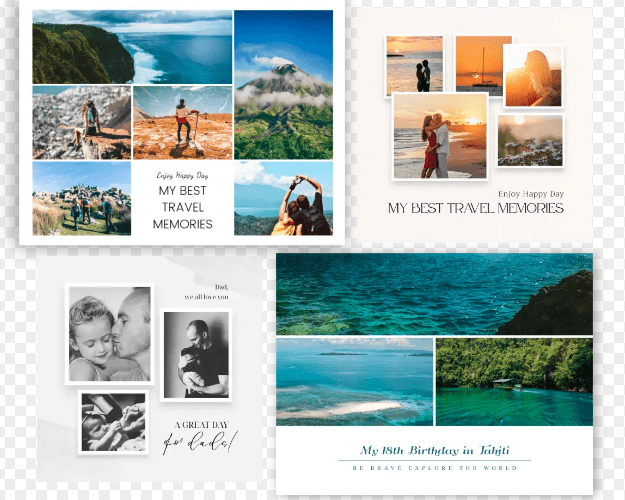 Enjoy Happy Day
MY BEST
TRAVEL
MEMORIES
Enjoy Happy Day
MY BEST TRAVEL MEMORIES
Dad,
we all love you
A GREAT DAY
for dads!
My 18th Birthday in Tahiti
BE BRAVE EXPLORE THE WORLD